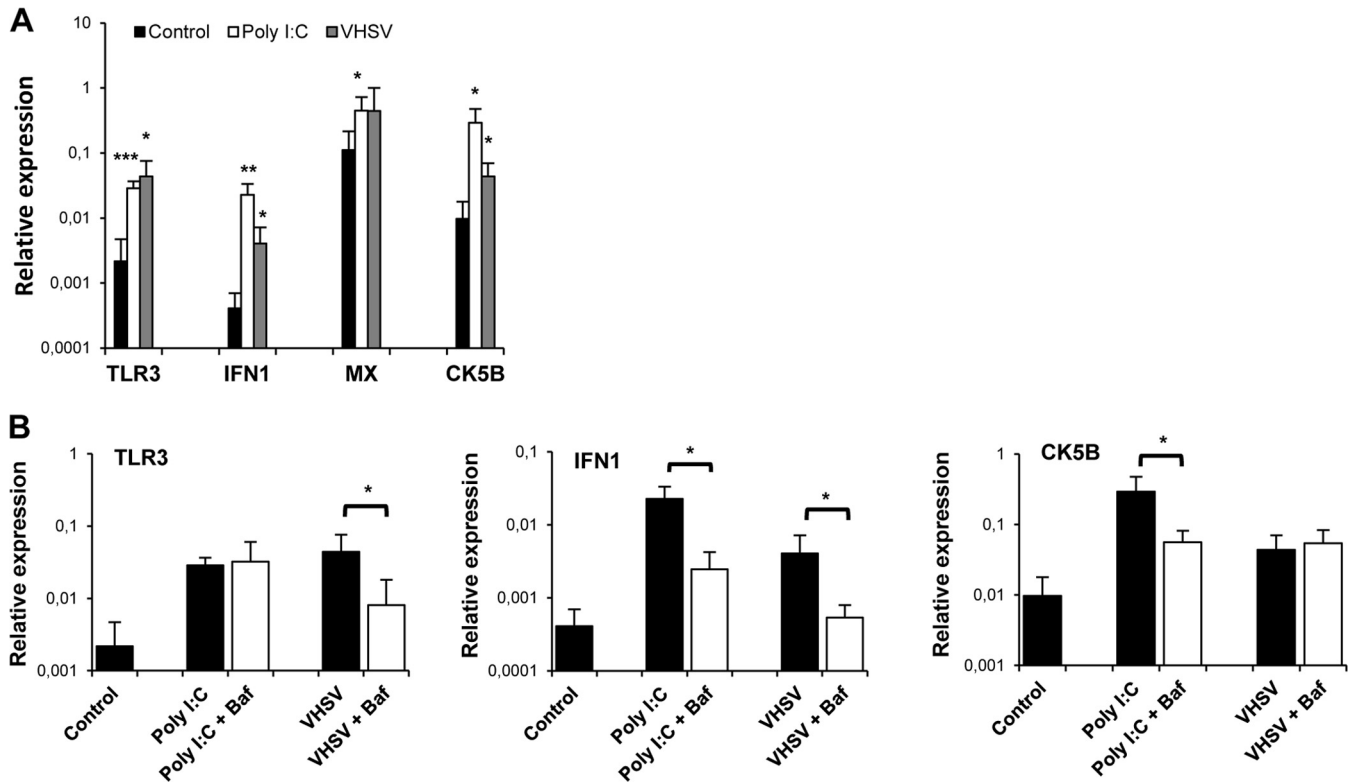 A
Control Poly I:C VHSV
Relative expression
10
1
0,1
0,01
0,001
0,0001
***
*
**
*
*
*
*
TLR3 IFN1 MX CK5B
B
TLR3
Relative expression
1
0,1
0,01
0,001
*
Control
Poly I:C
Poly I:C + Baf
VHSV
VHSV + Baf
IFN1
Relative expression
0,1
0,01
0,001
0,0001
*
*
Control
Poly I:C
Poly I:C + Baf
VHSV
VHSV + Baf
CK5B
Relative expression
1
0,1
0,01
0,001
*
Control
Poly I:C
Poly I:C + Baf
VHSV
VHSV + Baf